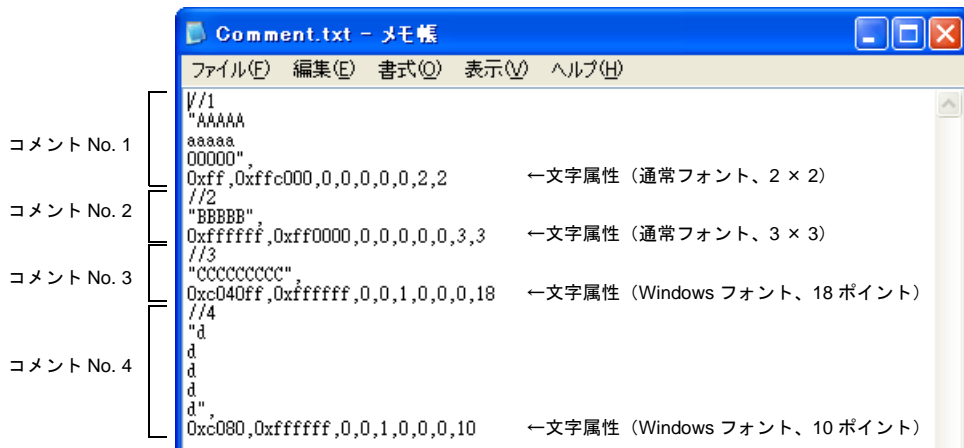 Comment.txt - メモ帳
ファイル(F) 編集(E) 書式(O) 表示(V) ヘルプ(H)
コメント No. 1
//1
"AAAAA
aaaaa
00000",
0xff,0xffc000,0,0,0,0,0,2,2 ←文字属性（通常フォント、2 × 2）
コメント No. 2
//2
"BBBBB",
0xffffff,0xff0000,0,0,0,0,0,3,3 ←文字属性（通常フォント、3 × 3）
コメント No. 3
//3
"CCCCCCCCC",
0xc040ff,0xffffff,0,0,1,0,0,0,18 ←文字属性（Windows フォント、18 ポイント）
コメント No. 4
//4
"d
d
d
d
d",
0xc080,0xffffff,0,0,1,0,0,0,10 ←文字属性（Windows フォント、10 ポイント）